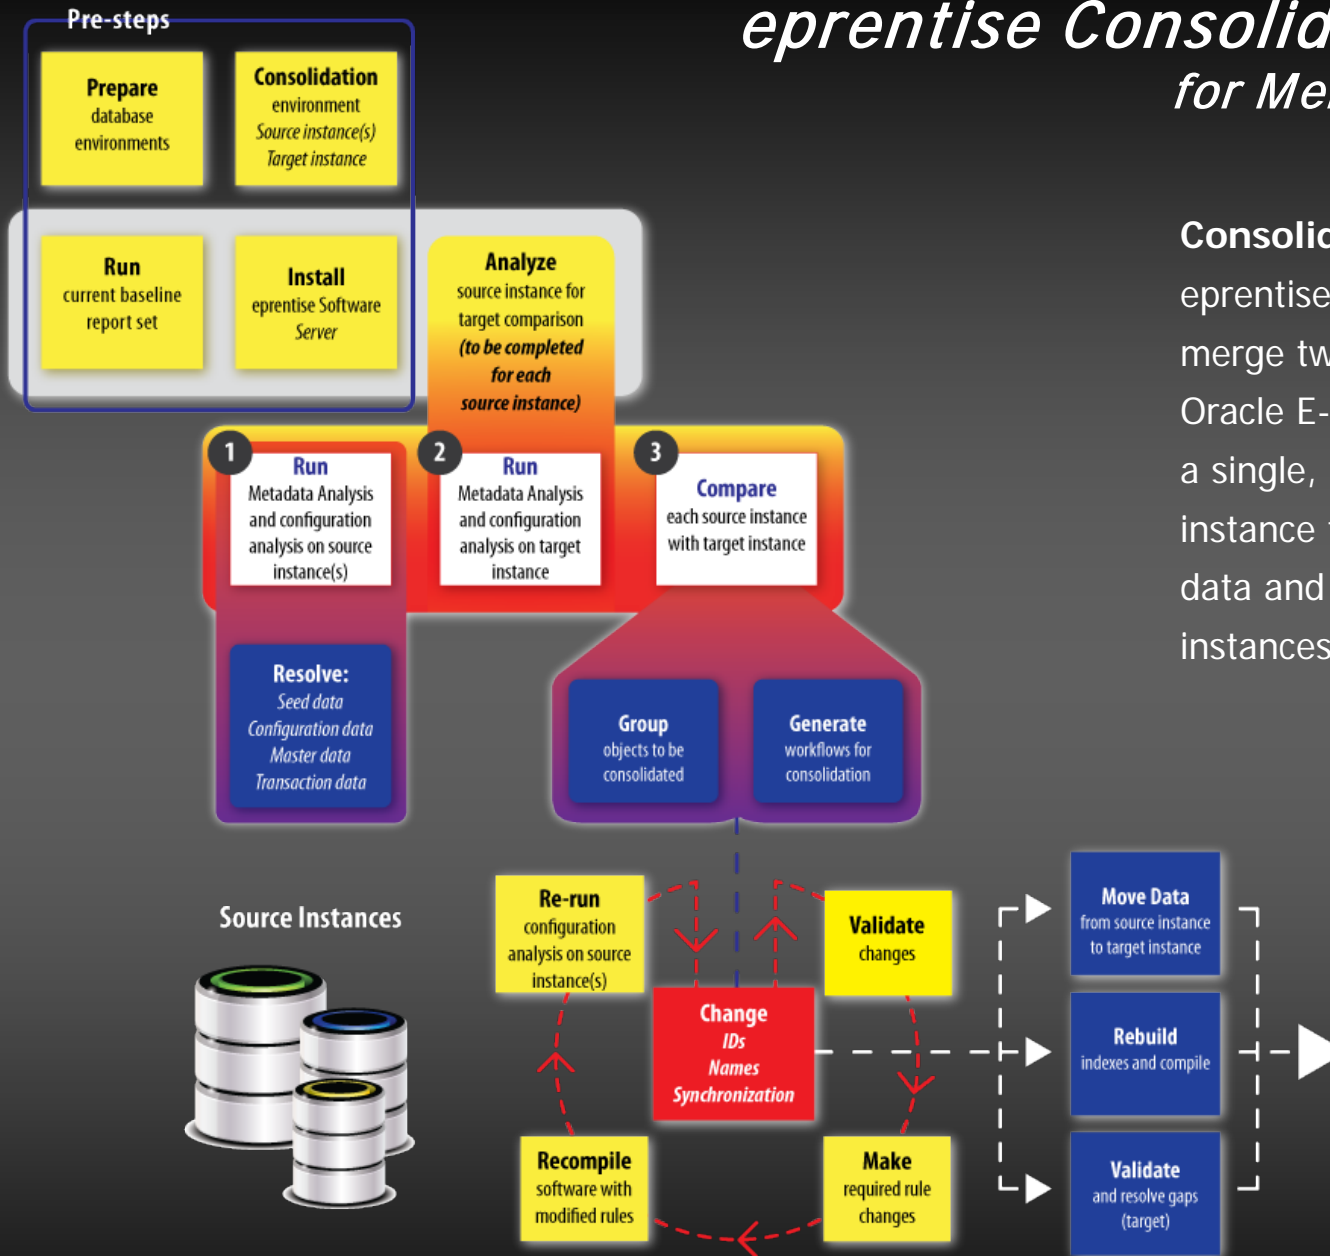 Pre-steps
eprentise Consolid
for Me
Prepare
database
environments
Consolidation
environment
Source instance(s)
Target instance
Run
current baseline
report set
Install
eprentise Software
Server
Analyze
source instance for
target comparison
(to be completed
for each
source instance)
1
Run
Metadata Analysis
and configuration
analysis on source
instance(s)
2
Run
Metadata Analysis
and configuration
analysis on target
instance
3
Compare
each source instance
with target instance
Resolve:
Seed data
Configuration data
Master data
Transaction data
Group
objects to be
consolidated
Generate
workflows for
consolidation
Consolid
eprentise
merge tw
Oracle E-
a single,
instance
data and
instances
Source Instances
Re-run
configuration
analysis on source
instance(s)
Validate
changes
Change
IDs
Names
Synchronization
Recompile
software with
modified rules
Make
required rule
changes
Move Data
from source instance
to target instance
Rebuild
indexes and compile
Validate
and resolve gaps
(target)